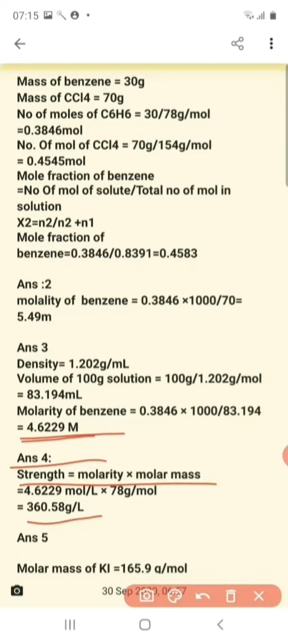 07:15
Mass of benzene = 30g
Mass of CCl4 = 70g
No of moles of C6H6 = 30/78g/mol
=0.3846mol
No. Of mol of CCl4 = 70g/154g/mol
= 0.4545mol
Mole fraction of benzene
=No Of mol of solute/Total no of mol in
solution
X2=n2/n2 +n1
Mole fraction of
benzene=0.3846/0.8391=0.4583
Ans :2
molality of benzene = 0.3846 ×1000/70=
5.49m
Ans 3
Density= 1.202g/mL
Volume of 100g solution = 100g/1.202g/mol
= 83.194mL
Molarity of benzene = 0.3846 × 1000/83.194
= 4.6229 M
Ans 4:
Strength = molarity × molar mass
=4.6229 mol/L × 78g/mol
= 360.58g/L
Ans 5
Molar mass of KI =165.9 g/mol
30 Sep